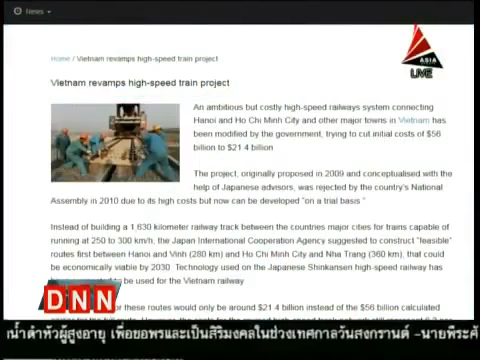 News
Home / Vietnam revamps high-speed train project
ASIA
LIVE
Vietnam revamps high-speed train project
An ambitious but costly high-speed railways system connecting
Hanoi and Ho Chi Minh City and other major towns in Vietnam has
been modified by the government, trying to cut initial costs of $56
billion to $21.4 billion
The project, originally proposed in 2009 and conceptualised with the
help of Japanese advisors, was rejected by the country's National
Assembly in 2010 due to its high costs but now can be developed "on a trial basis "
Instead of building a 1,630 kilometer railway track between the countries major cities for trains capable of
running at 250 to 300 km/h, the Japan International Cooperation Agency suggested to construct "feasible"
routes first between Hanoi and Vinh (280 km) and Ho Chi Minh City and Nha Trang (360 km), that could
be economically viable by 2030 Technology used on the Japanese Shinkansen high-speed railway has
to be used for the Vietnam railway
DNN
for these routes would only be around $21.4 billion instead of the $56 billion calculated
น้ำดำหัวผู้สูงอายุ เพื่อขอพรและเป็นสิริมงคลในช่วงเทศกาลวันสงกรานต์ -นายพีระศั